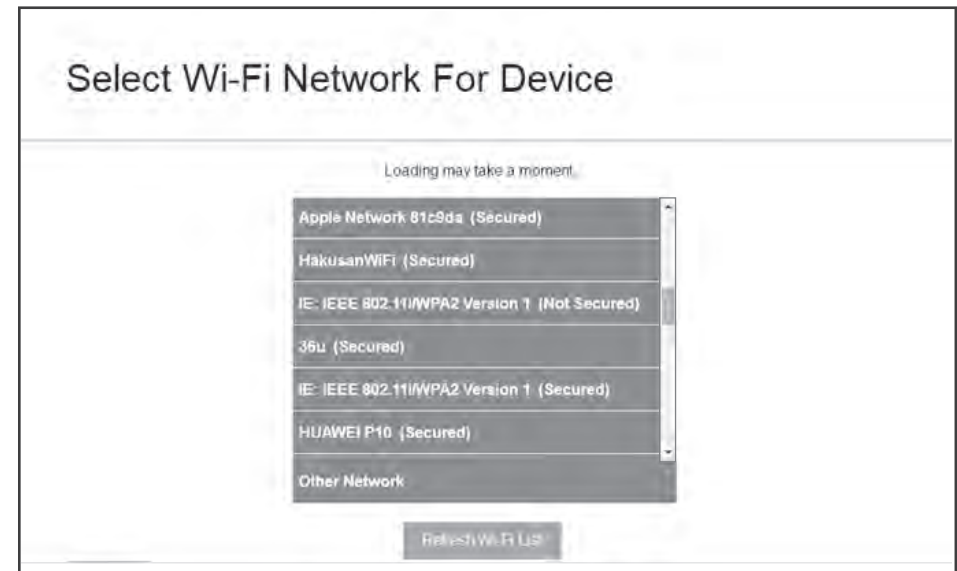 Select Wi-Fi Network For Device
Loading may take a moment.
Apple Network 81c9da (Secured)
HakusanWiFi (Secured)
IE: IEEE 802.11i/WPA2 Version 1 (Not Secured)
36u (Secured)
IE: IEEE 802.11i/WPA2 Version 1 (Secured)
HUAWEI P10 (Secured)
Other Network
Refresh Wi-Fi List